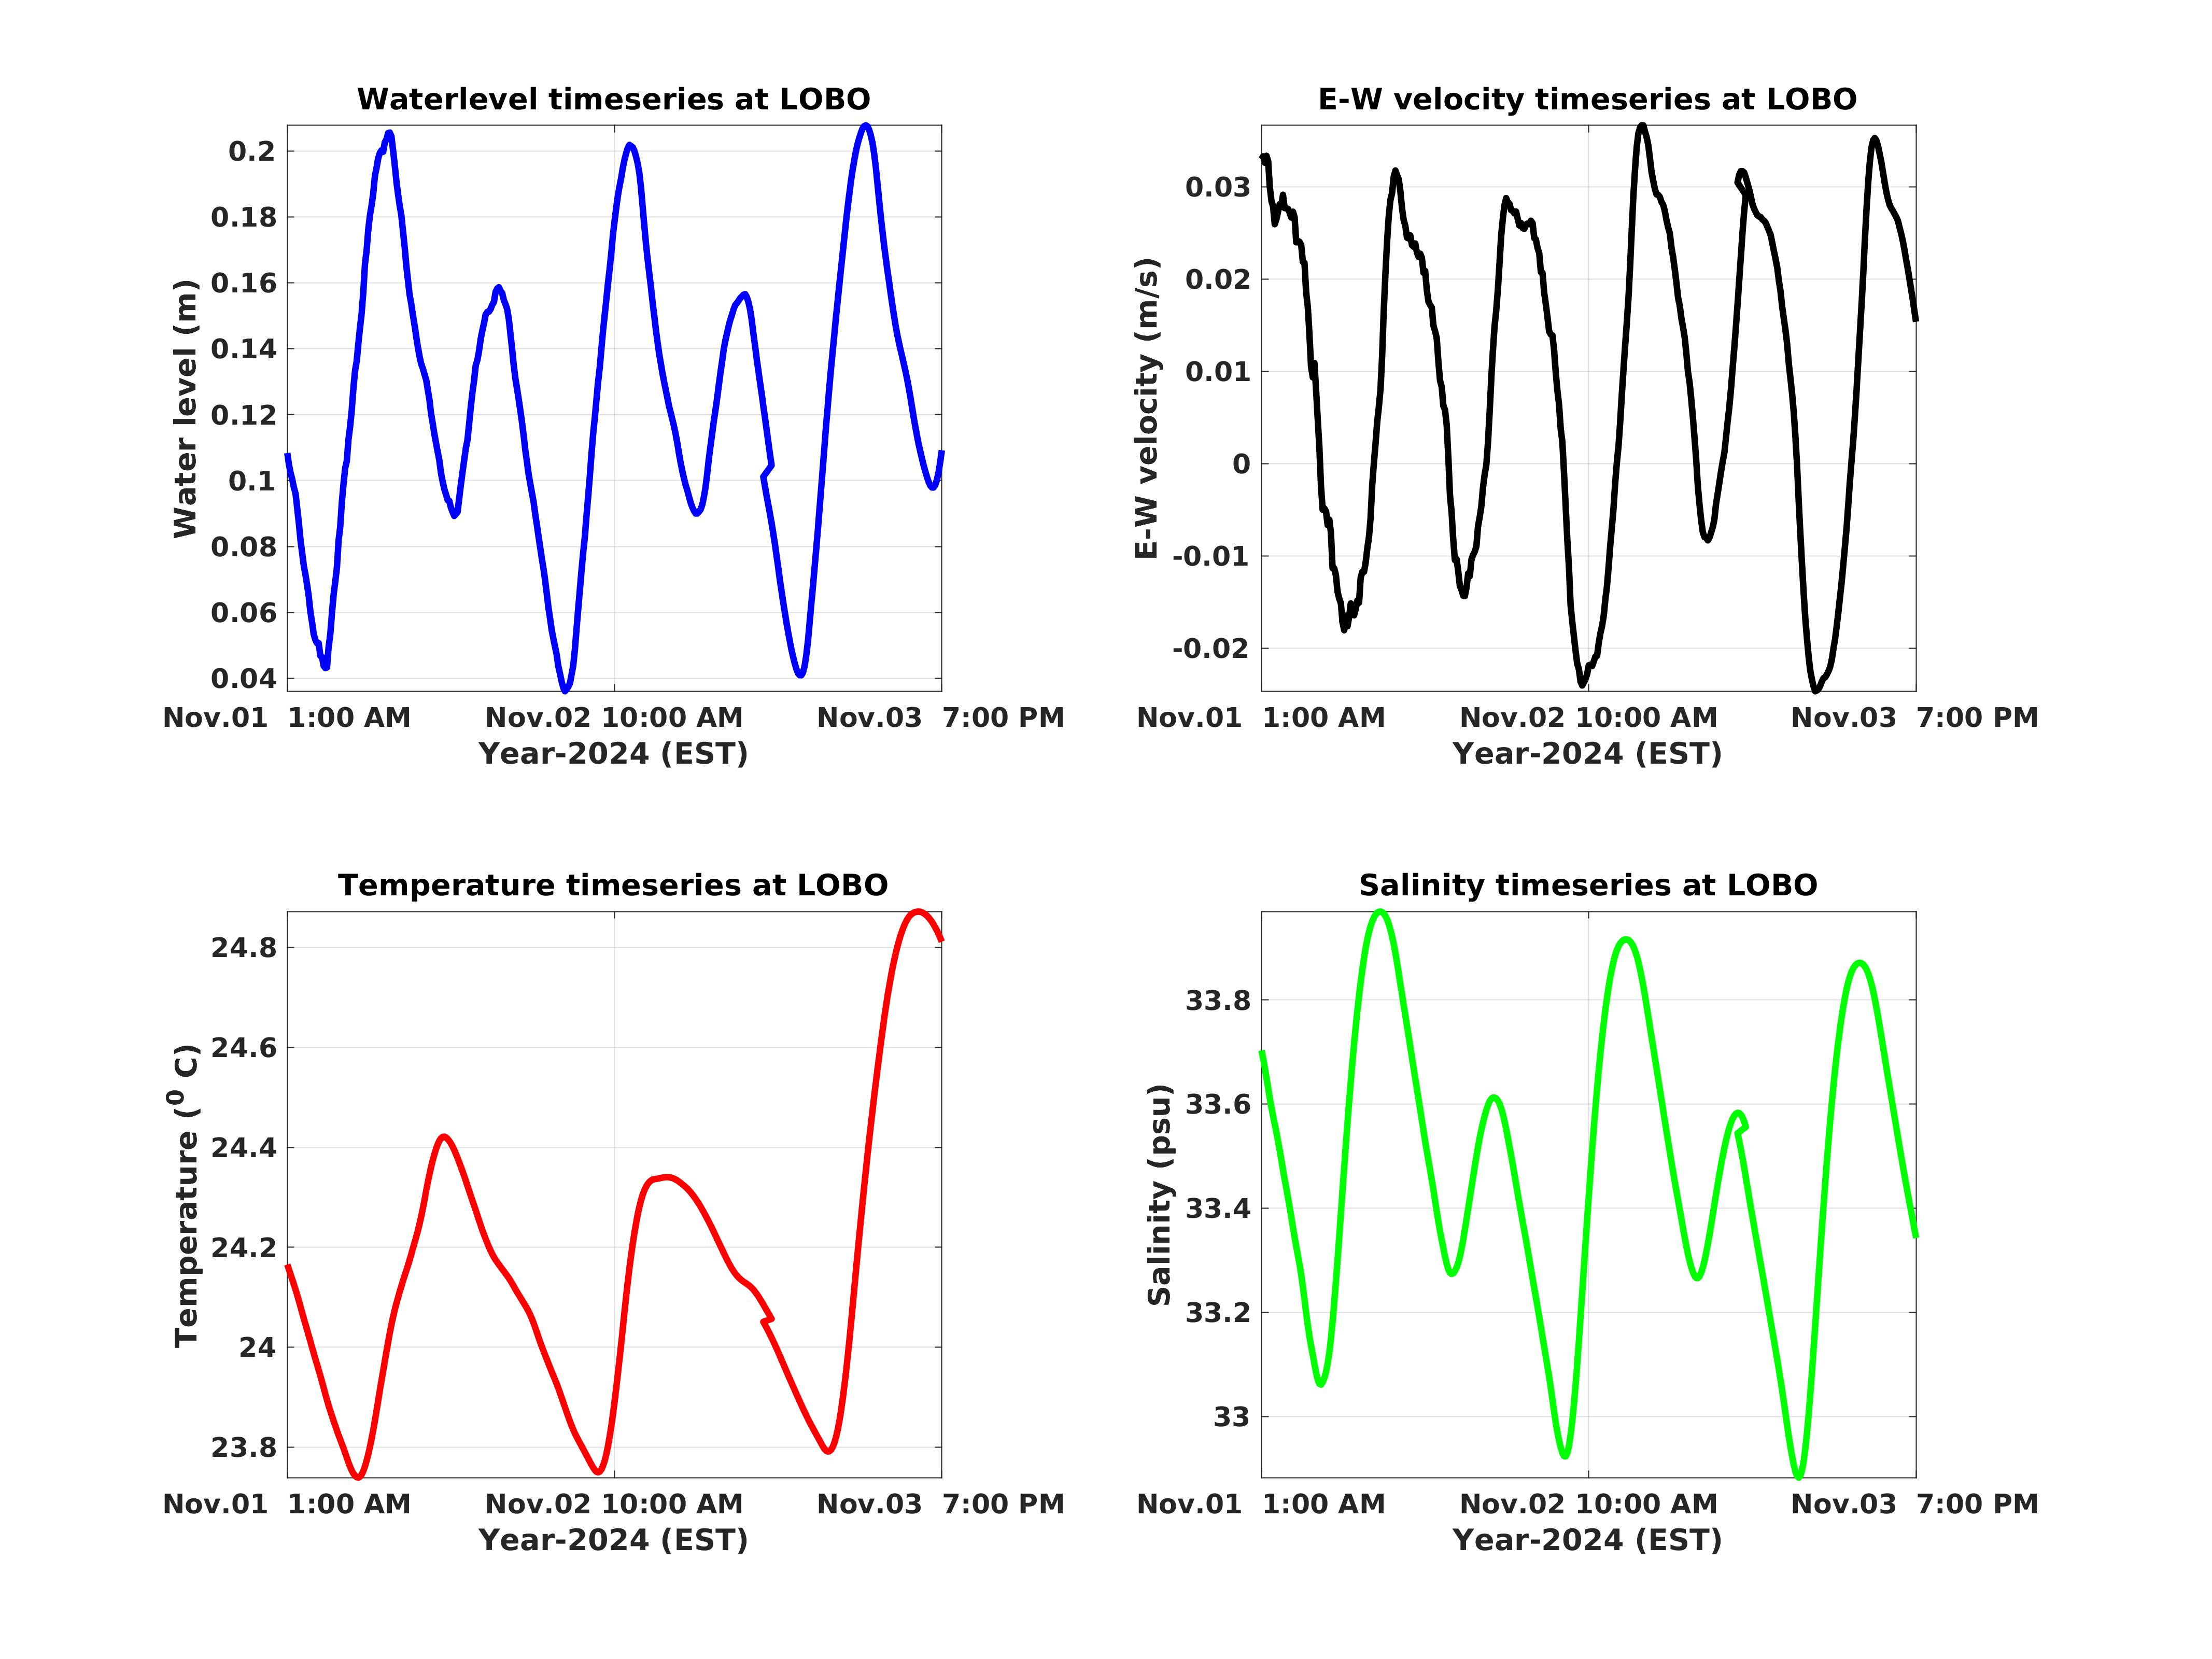 Waterlevel timeseries at LOBO
Water level (m)
0.2
0.18
0.16
0.14
0.12
0.1
0.08
0.06
0.04
Nov.01 1:00 AM Nov.02 10:00 AM Nov.03 7:00 PM
Year-2024 (EST)
E-W velocity timeseries at LOBO
E-W velocity (m/s)
0.03
0.02
0.01
0
-0.01
-0.02
Nov.01 1:00 AM Nov.02 10:00 AM Nov.03 7:00 PM
Year-2024 (EST)
Temperature timeseries at LOBO
Temperature (⁰ C)
24.8
24.6
24.4
24.2
24
23.8
Nov.01 1:00 AM Nov.02 10:00 AM Nov.03 7:00 PM
Year-2024 (EST)
Salinity timeseries at LOBO
Salinity (psu)
33.8
33.6
33.4
33.2
33
Nov.01 1:00 AM Nov.02 10:00 AM Nov.03 7:00 PM
Year-2024 (EST)